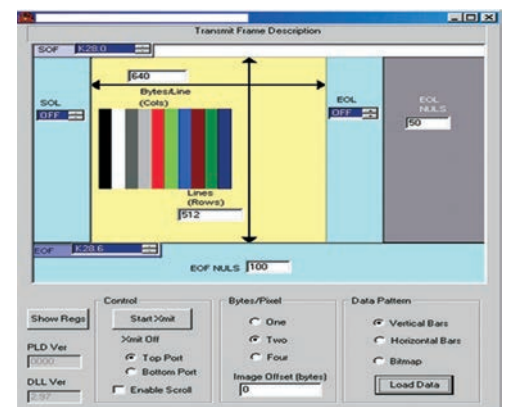 Transmit Frame Description
SOF K28.0
640
Bytes/Line
(Cols)
SOL
OFF
EOL
OFF
EOL
NULS
50
Lines
(Rows)
512
EOF K28.6
EOF NULS 100
Show Regs
PLD Ver
0000
DLL Ver
2.97
Control
Start Xmit
Xmit Off
Top Port
Bottom Port
Enable Scroll
Bytes/Pixel
One
Two
Four
Image Offset (bytes)
0
Data Pattern
Vertical Bars
Horizontal Bars
Bitmap
Load Data